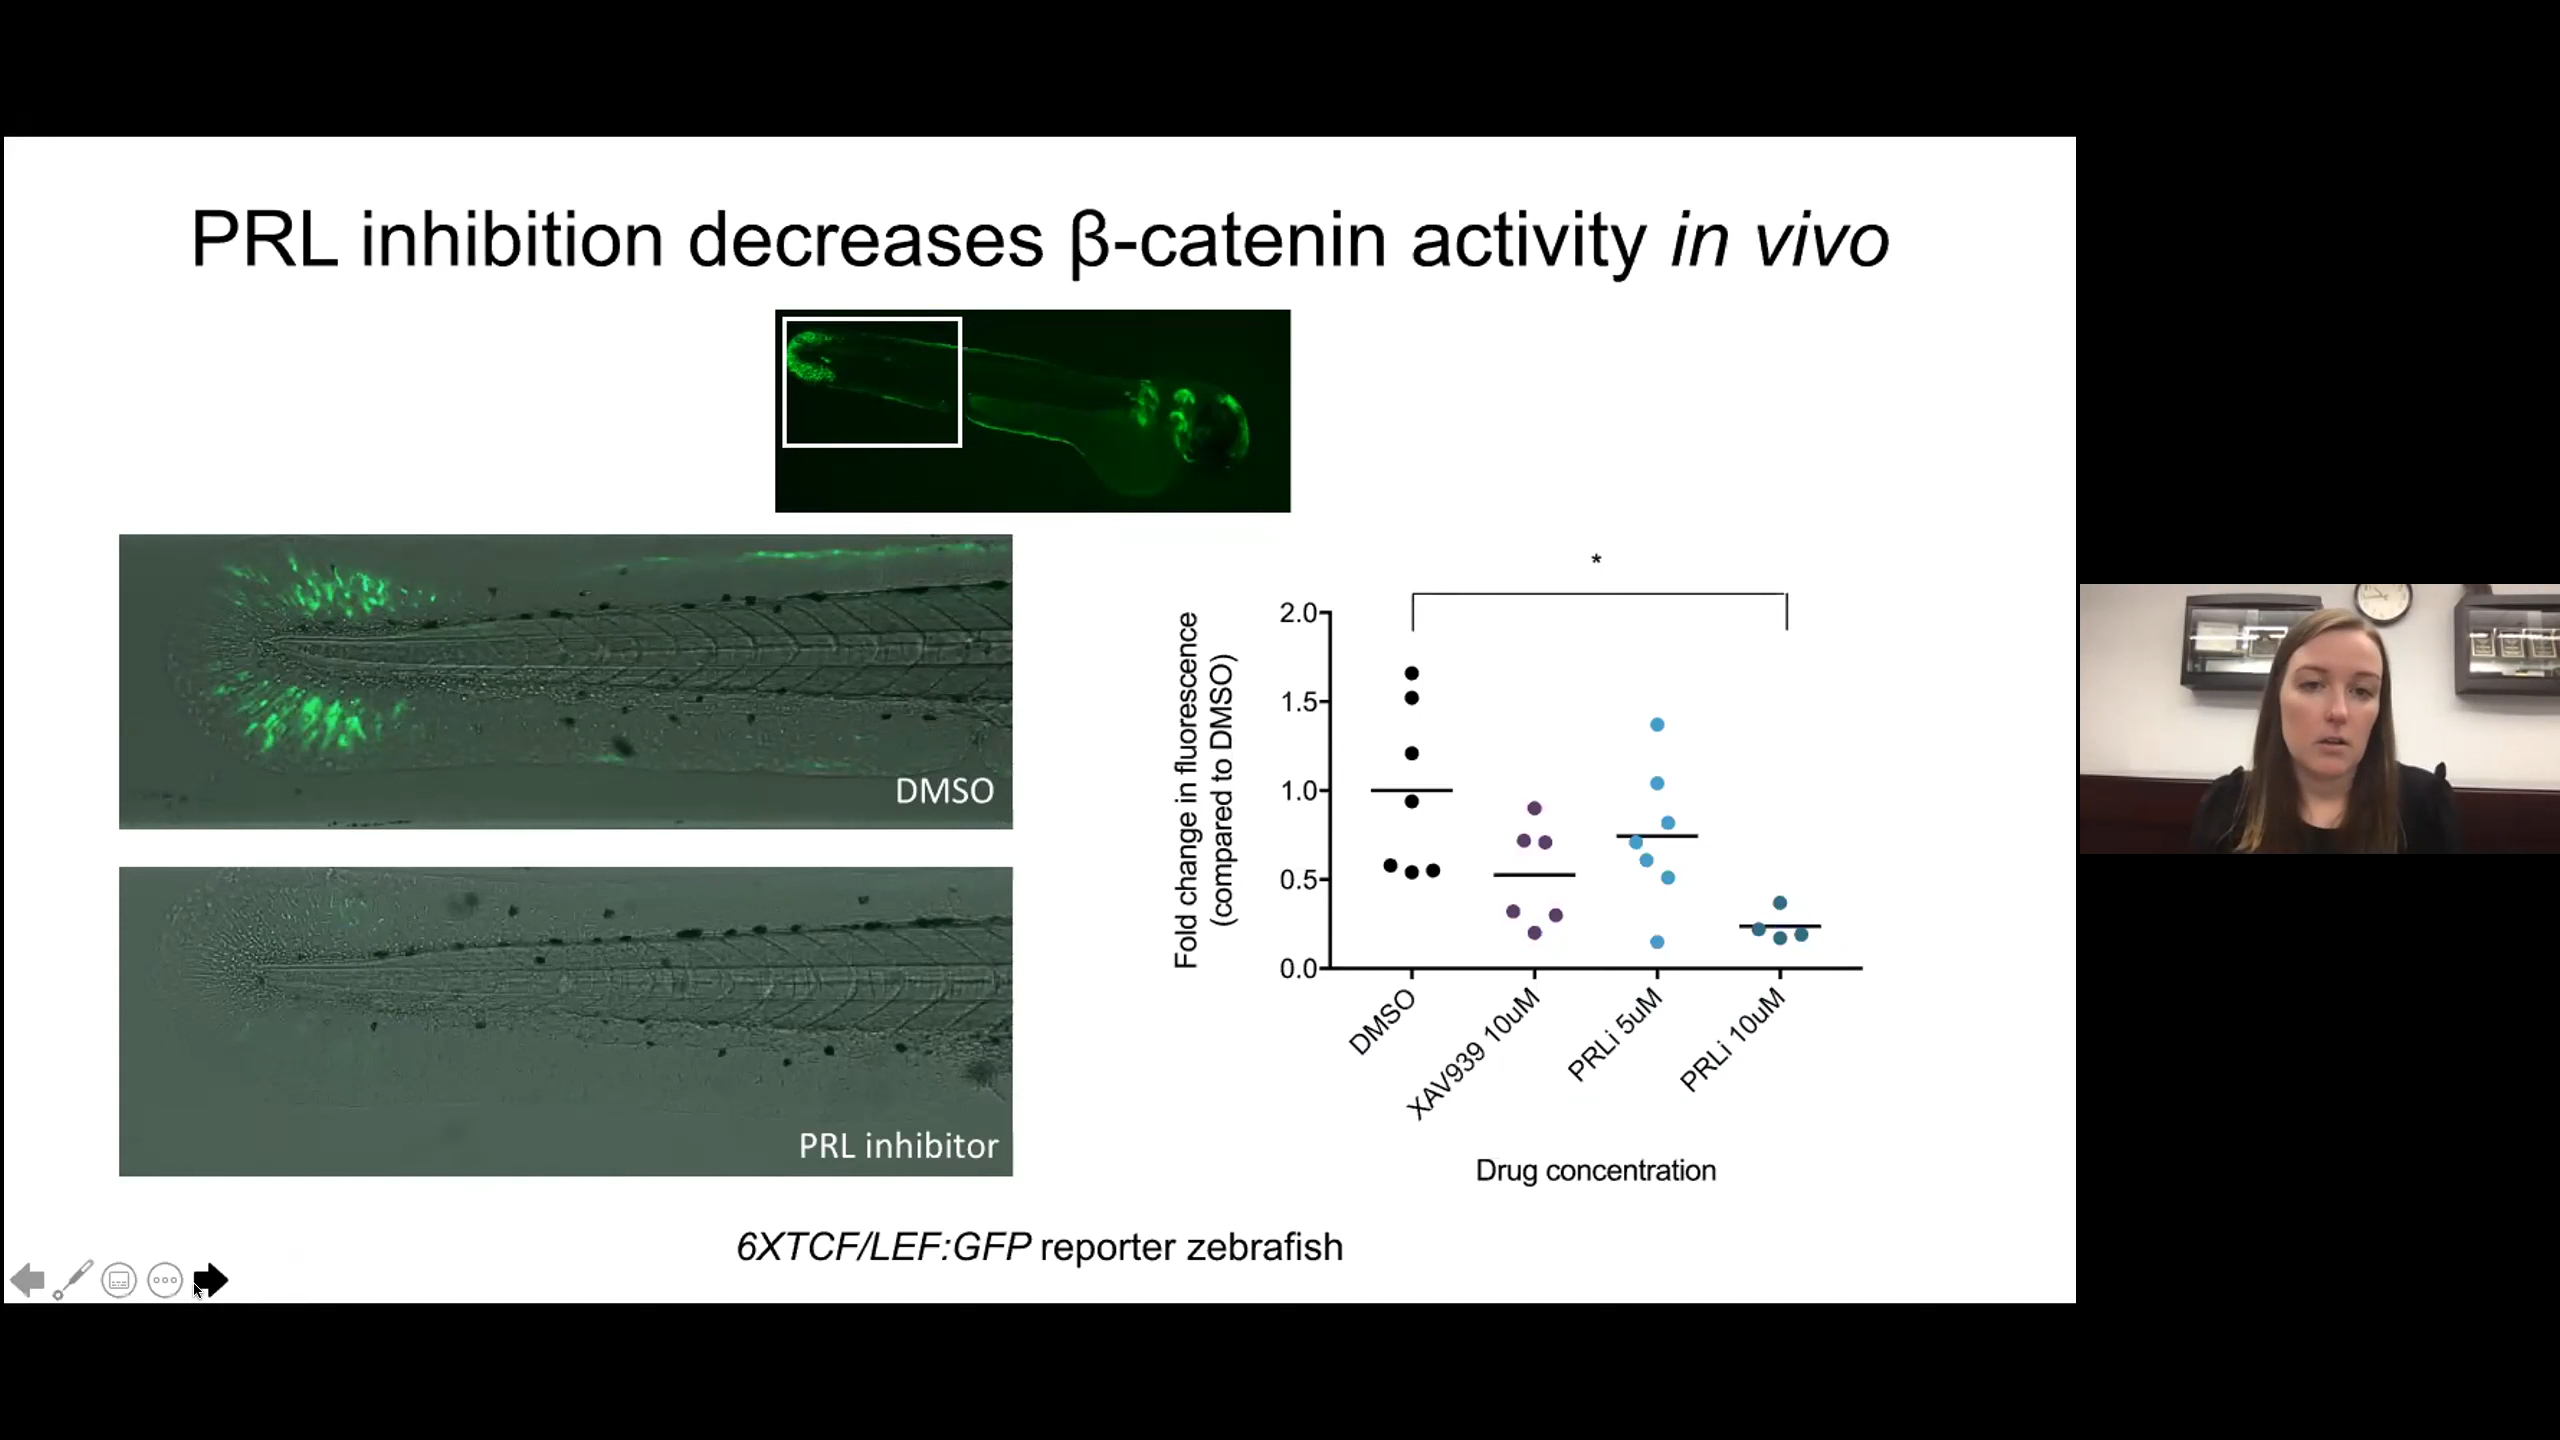 PRL inhibition decreases β-catenin activity in vivo
DMSO
PRL inhibitor
*
Fold change in fluorescence
(compared to DMSO)
2.0
1.5
1.0
0.5
0.0
DMSO
XAV939 10uM
PRLi 5uM
PRLi 10uM
Drug concentration
6XTCF/LEF:GFP reporter zebrafish